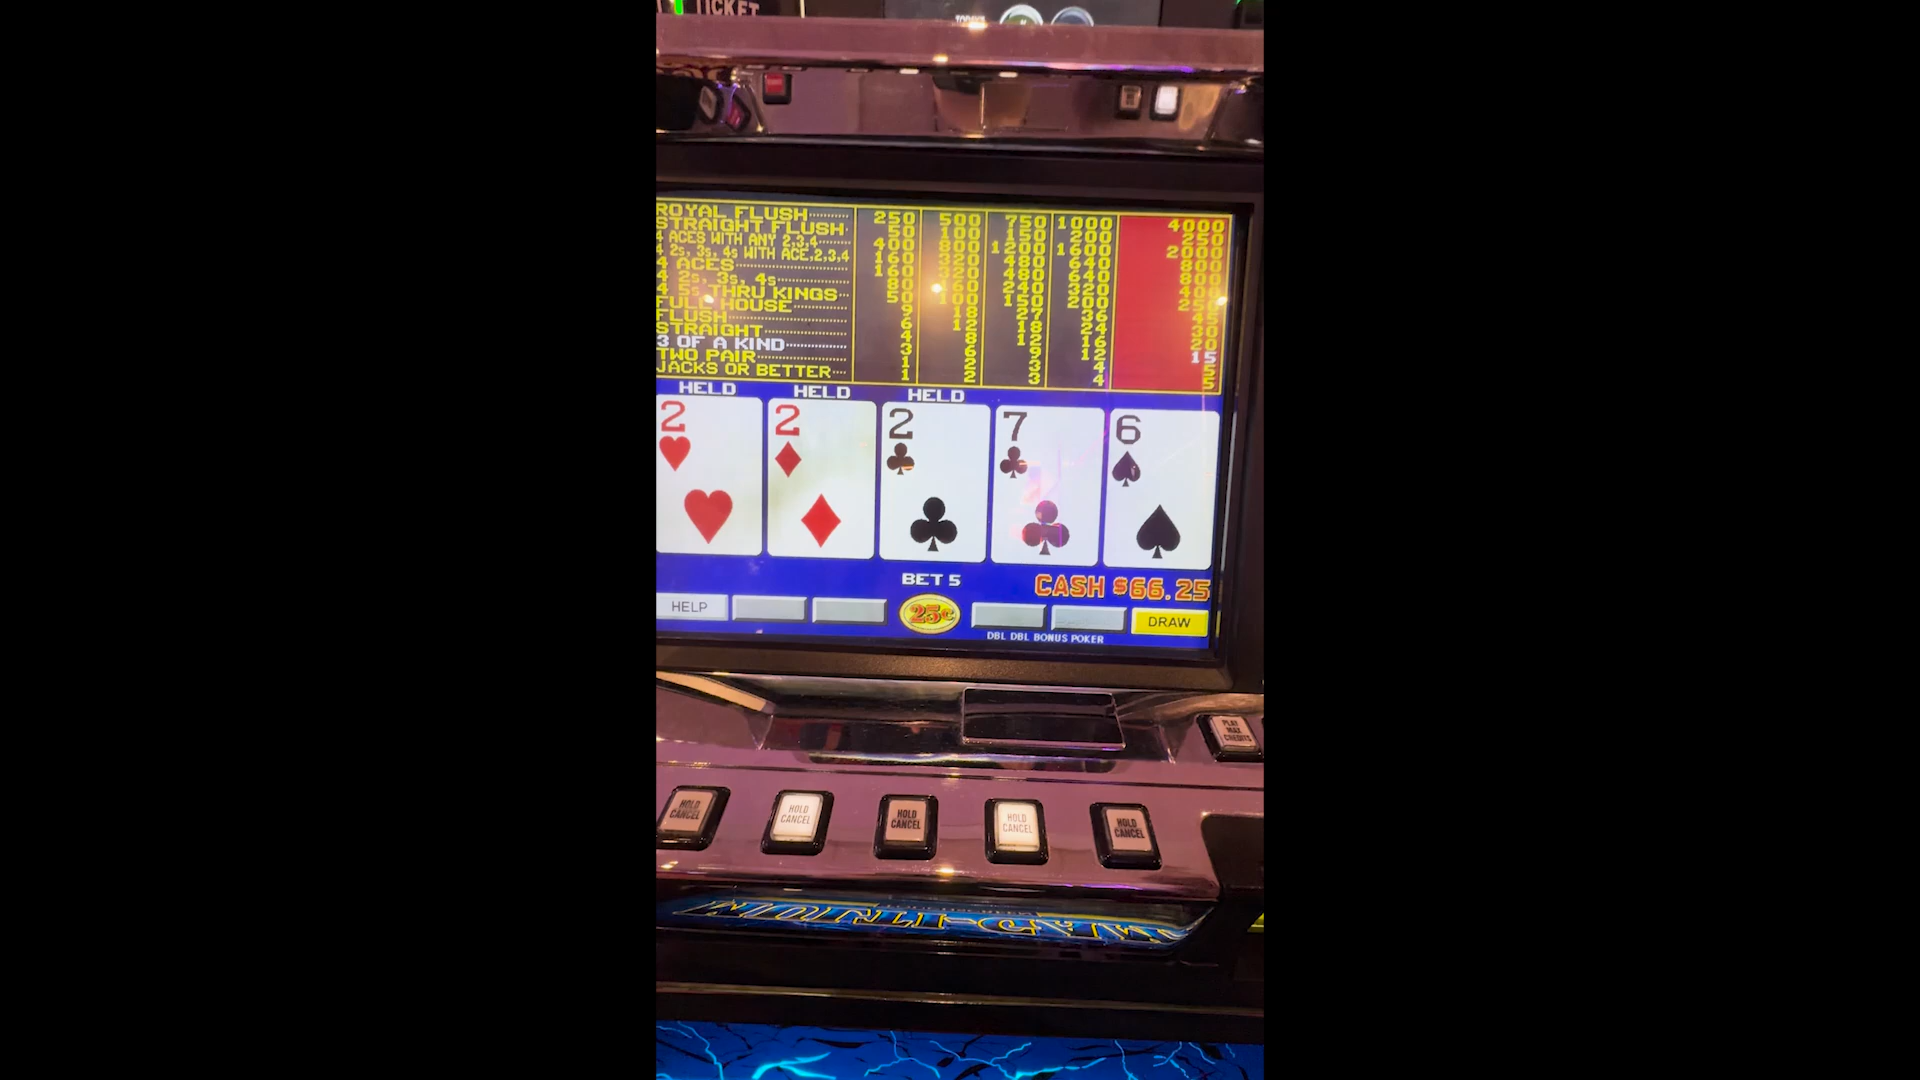 TICKET
ROYAL FLUSH 250 500 750 1000 4000
STRAIGHT FLUSH 50 100 150 200 250
4 ACES WITH ANY 2,3,4 400 800 1200 1600 2000
4 2s, 3s, 4s WITH ACE,2,3,4 160 320 480 640 800
4 ACES 160 320 480 640 800
4 2s, 3s, 4s 80 160 240 320 400
4 5s THRU KINGS 50 100 150 200 250
FULL HOUSE 9 18 27 36 45
FLUSH 6 12 18 24 30
STRAIGHT 4 8 12 16 20
3 OF A KIND 3 6 9 12 15
TWO PAIR 1 2 3 4 5
JACKS OR BETTER 1 2 3 4 5
HELD HELD HELD
2 2 2 7 6
BET 5 CASH $66.25
HELP 25¢ DRAW
DBL DBL BONUS POKER
PLAY MAX CREDITS
HOLD CANCEL HOLD CANCEL HOLD CANCEL HOLD CANCEL HOLD CANCEL